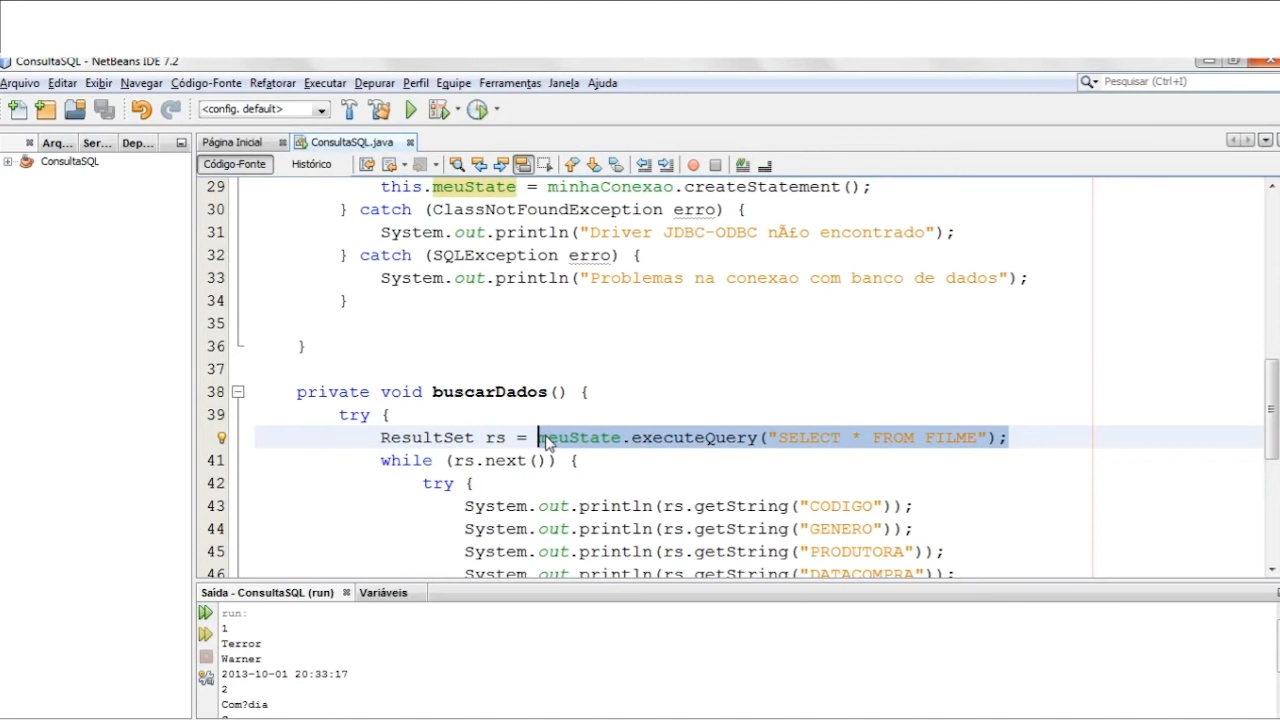 ConsultaSQL - NetBeans IDE 7.2
Arquivo Editar Exibir Navegar Código-Fonte Refatorar Executar Depurar Perfil Equipe Ferramentas Janela Ajuda
Pesquisar (Ctrl+I)
<config. default>
Arq... Ser... Dep...
Página Inicial ConsultaSQL.java
ConsultaSQL
Código-Fonte Histórico
29 this.meuState = minhaConexao.createStatement();
30 } catch (ClassNotFoundException erro) {
31 System.out.println("Driver JDBC-ODBC nÃ£o encontrado");
32 } catch (SQLException erro) {
33 System.out.println("Problemas na conexao com banco de dados");
34 }
35
36 }
37
38 private void buscarDados() {
39 try {
ResultSet rs = meuState.executeQuery("SELECT * FROM FILME");
41 while (rs.next()) {
42 try {
43 System.out.println(rs.getString("CODIGO"));
44 System.out.println(rs.getString("GENERO"));
45 System.out.println(rs.getString("PRODUTORA"));
46 System.out.println(rs.getString("DATACOMPRA"));
Saída - ConsultaSQL (run) Variáveis
run:
1
Terror
Warner
2013-10-01 20:33:17
2
Com?dia